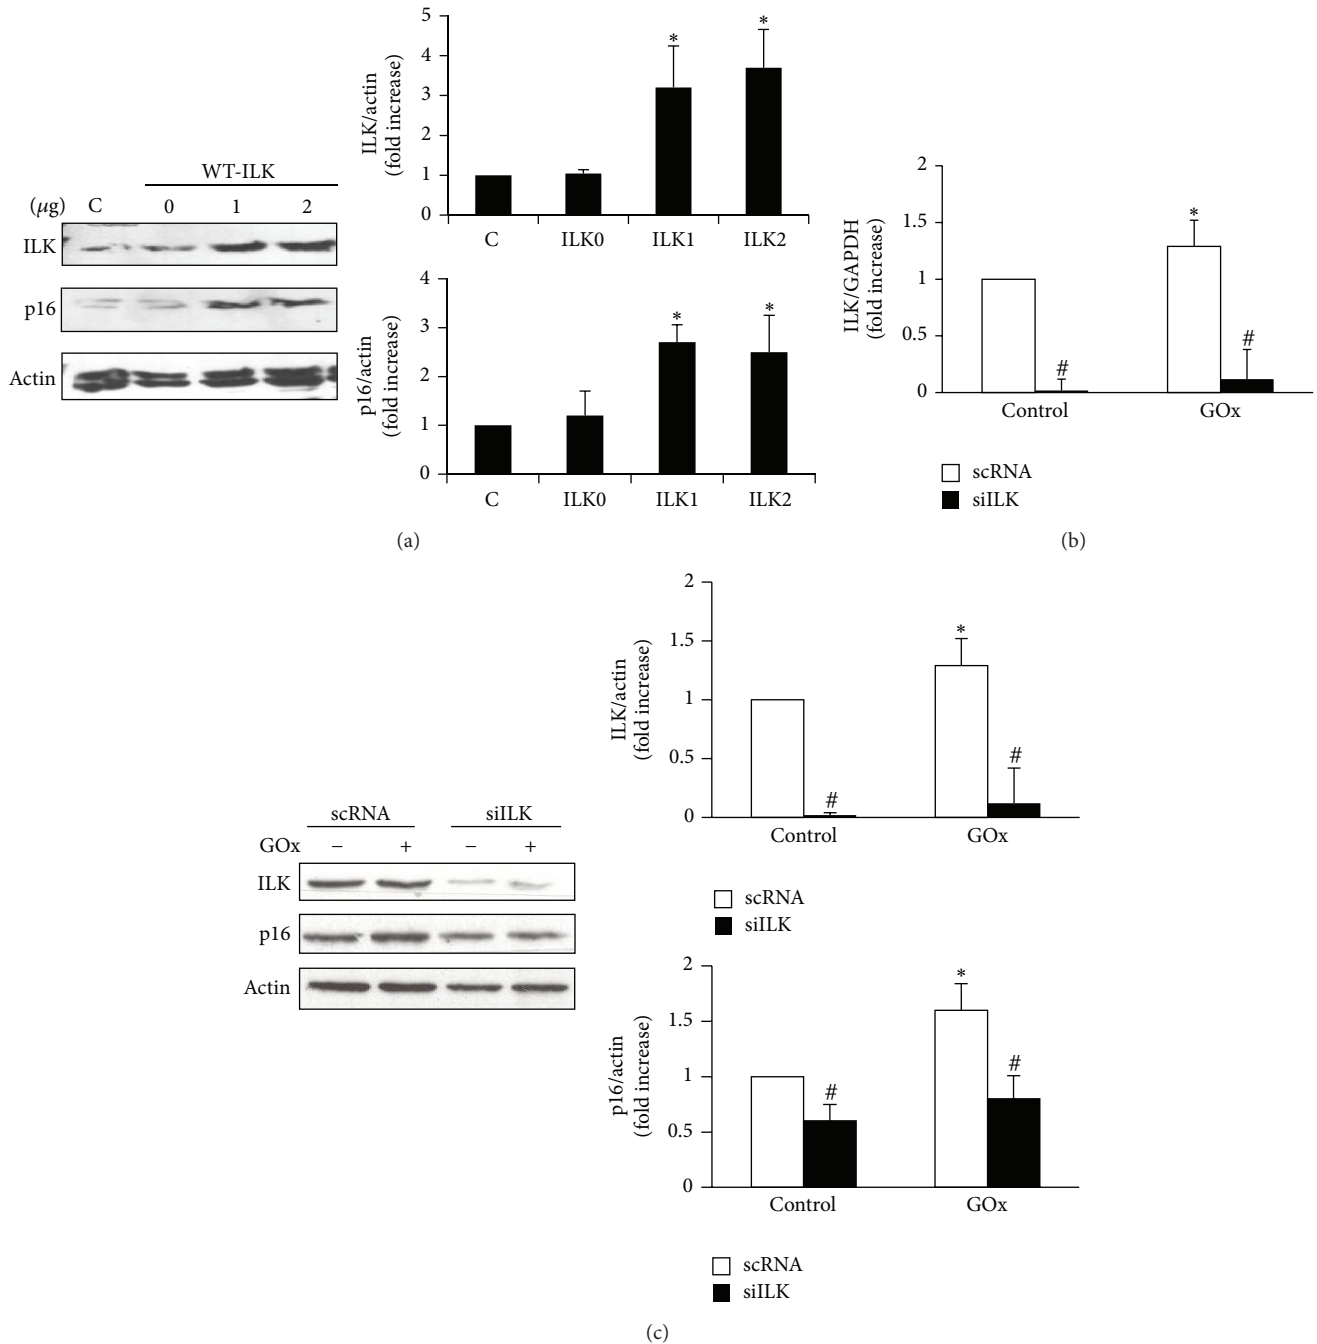 WT-ILK
(μg) C 0 1 2
ILK
p16
Actin
ILK/actin
(fold increase)
5
4
3
2
1
0
* *
C ILK0 ILK1 ILK2
p16/actin
(fold increase)
4
3
2
1
0
* *
C ILK0 ILK1 ILK2
(a)
ILK/GAPDH
(fold increase)
2
1.5
1
0.5
0
*
# #
Control GOx
scRNA
siILK
(b)
scRNA siILK
GOx − + − +
ILK
p16
Actin
ILK/actin
(fold increase)
2
1.5
1
0.5
0
*
# #
Control GOx
scRNA
siILK
p16/actin
(fold increase)
2
1.5
1
0.5
0
*
# #
Control GOx
scRNA
siILK
(c)